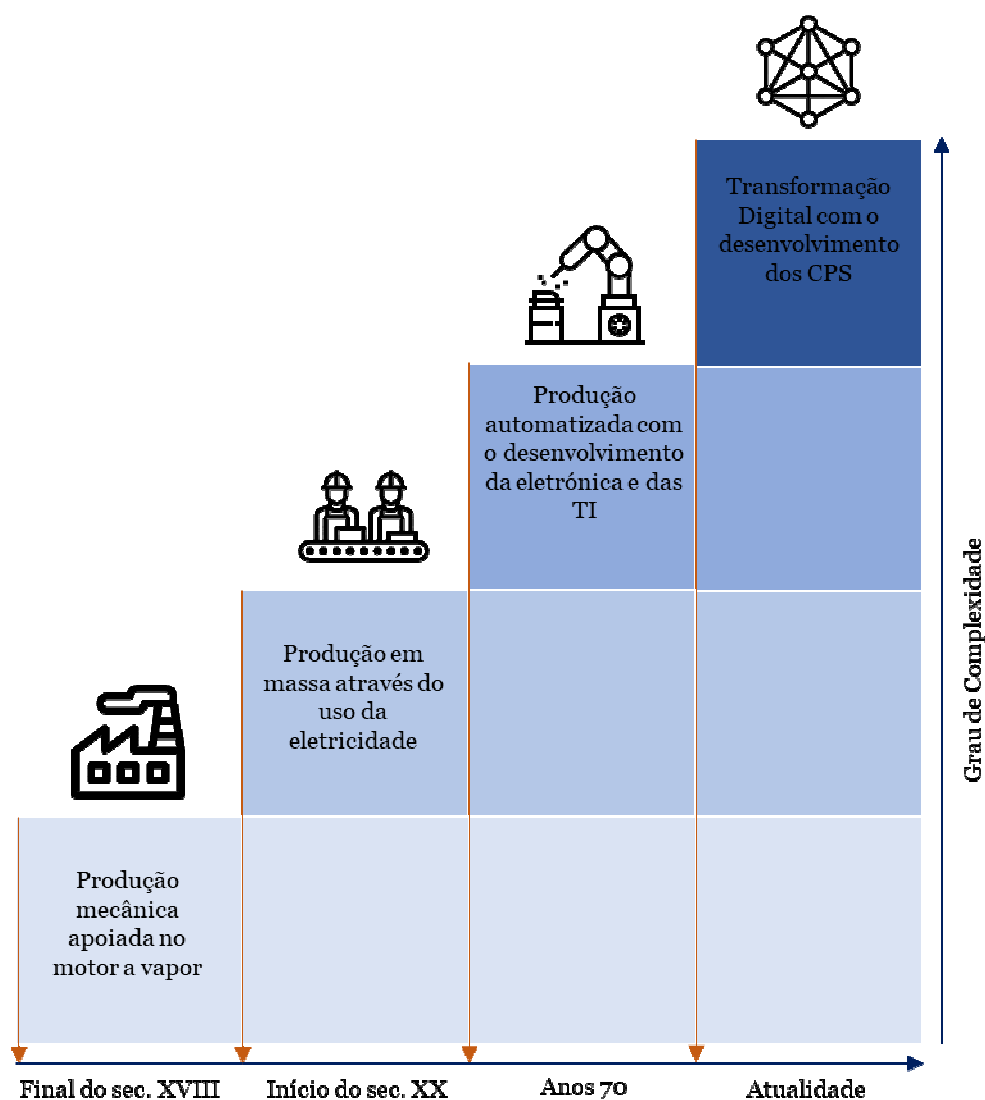 Transformação
Digital com o
desenvolvimento
dos CPS
Produção
automatizada com
o desenvolvimento
da eletrónica e das
TI
Produção em
massa através do
uso da
eletricidade
Produção
mecânica
apoiada no
motor a vapor
Grau de Complexidade
Final do sec. XVIII
Início do sec. XX
Anos 70
Atualidade